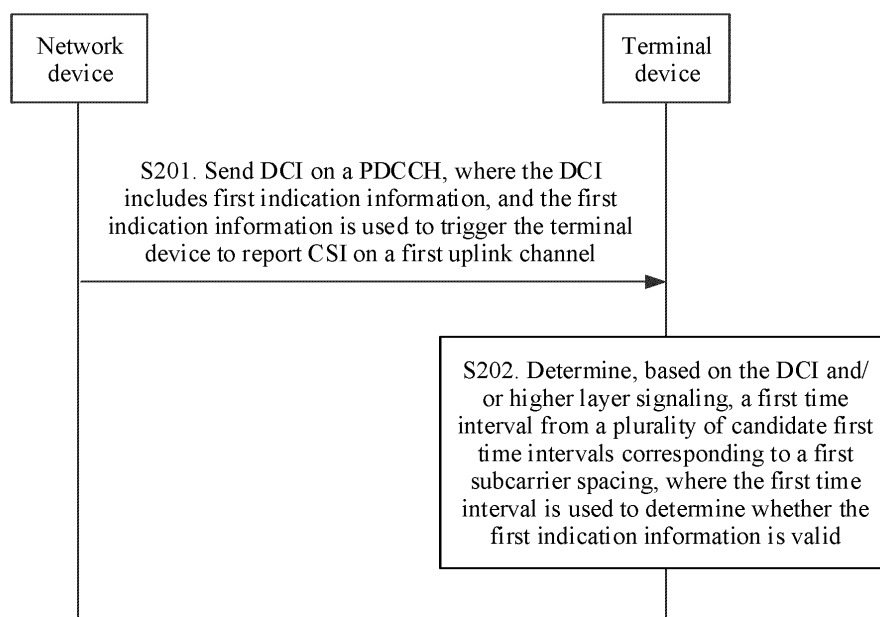 Network
device
Terminal
device
S201. Send DCI on a PDCCH, where the DCI
includes first indication information, and the first
indication information is used to trigger the terminal
device to report CSI on a first uplink channel
S202. Determine, based on the DCI and/
or higher layer signaling, a first time
interval from a plurality of candidate first
time intervals corresponding to a first
subcarrier spacing, where the first time
interval is used to determine whether the
first indication information is valid